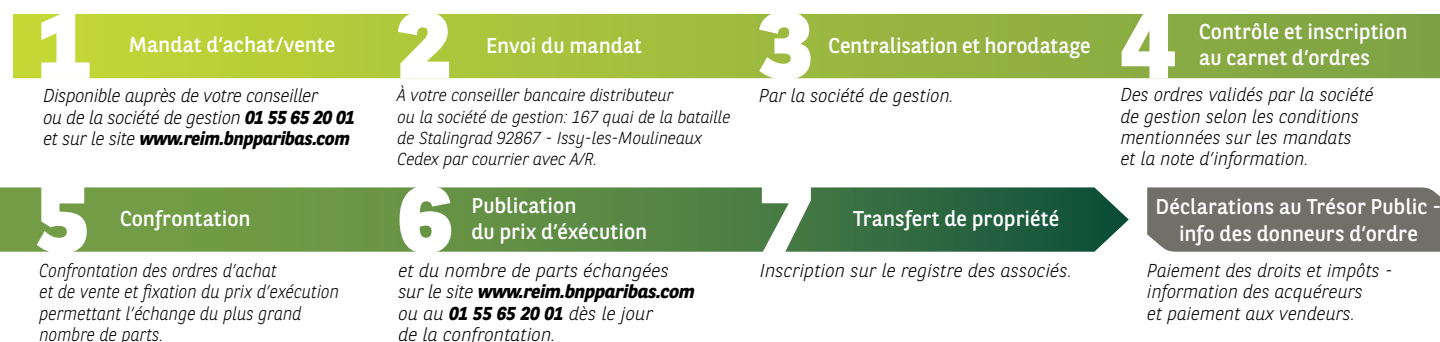 1 Mandat d'achat/vente
Disponible auprès de votre conseiller
ou de la société de gestion 01 55 65 20 01
et sur le site www.reim.bnpparibas.com
2 Envoi du mandat
À votre conseiller bancaire distributeur
ou la société de gestion: 167 quai de la bataille
de Stalingrad 92867 - Issy-les-Moulineaux
Cedex par courrier avec A/R.
3 Centralisation et horodatage
Par la société de gestion.
4 Contrôle et inscription
au carnet d'ordres
Des ordres validés par la société
de gestion selon les conditions
mentionnées sur les mandats
et la note d'information.
5 Confrontation
Confrontation des ordres d'achat
et de vente et fixation du prix d'exécution
permettant l'échange du plus grand
nombre de parts.
6 Publication
du prix d'éxécution
et du nombre de parts échangées
sur le site www.reim.bnpparibas.com
ou au 01 55 65 20 01 dès le jour
de la confrontation.
7 Transfert de propriété
Inscription sur le registre des associés.
Déclarations au Trésor Public -
info des donneurs d'ordre
Paiement des droits et impôts -
information des acquéreurs
et paiement aux vendeurs.